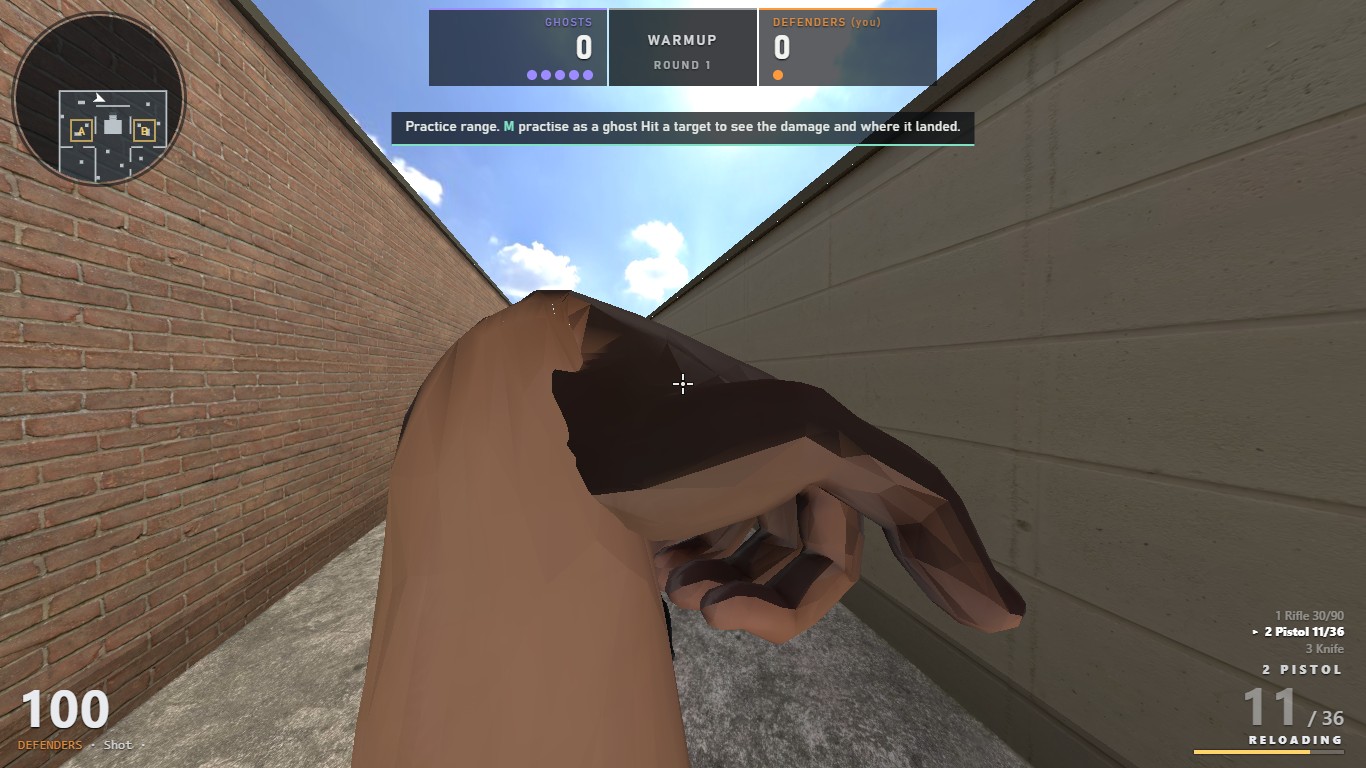 GHOSTS
0
WARMUP
ROUND 1
DEFENDERS (you)
0
Practice range. M practise as a ghost Hit a target to see the damage and where it landed.
A
B
1 Rifle 30/90
▸ 2 Pistol 11/36
3 Knife
2 PISTOL
11 / 36
RELOADING
100
DEFENDERS · Shot ·